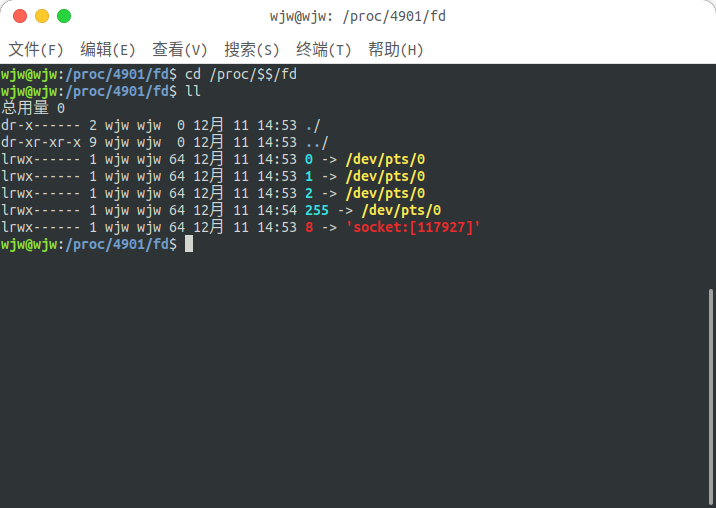 wjw@wjw: /proc/4901/fd
文件(F) 编辑(E) 查看(V) 搜索(S) 终端(T) 帮助(H)
wjw@wjw:/proc/4901/fd$ cd /proc/$$/fd
wjw@wjw:/proc/4901/fd$ ll
总用量 0
dr-x------ 2 wjw wjw  0 12月 11 14:53 ./
dr-xr-xr-x 9 wjw wjw  0 12月 11 14:53 ../
lrwx------ 1 wjw wjw 64 12月 11 14:53 0 -> /dev/pts/0
lrwx------ 1 wjw wjw 64 12月 11 14:53 1 -> /dev/pts/0
lrwx------ 1 wjw wjw 64 12月 11 14:53 2 -> /dev/pts/0
lrwx------ 1 wjw wjw 64 12月 11 14:54 255 -> /dev/pts/0
lrwx------ 1 wjw wjw 64 12月 11 14:53 8 -> 'socket:[117927]'
wjw@wjw:/proc/4901/fd$